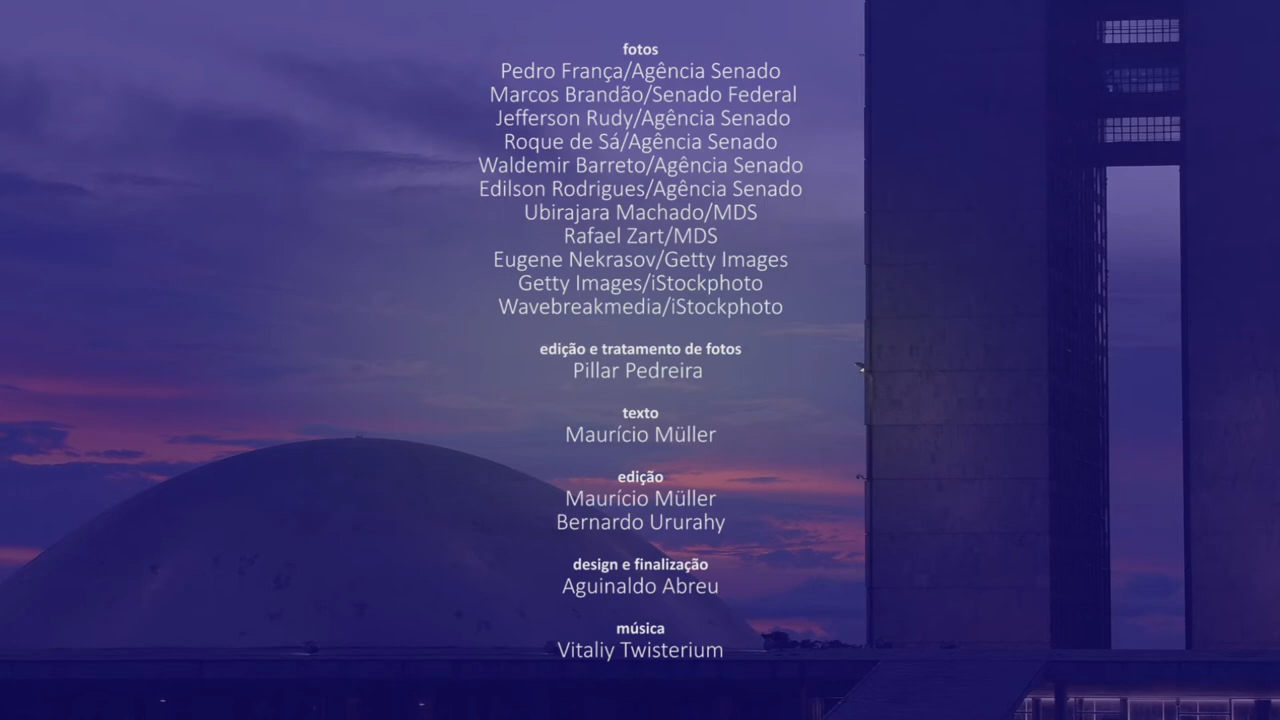 fotos
Pedro França/Agência Senado
Marcos Brandão/Senado Federal
Jefferson Rudy/Agência Senado
Roque de Sá/Agência Senado
Waldemir Barreto/Agência Senado
Edilson Rodrigues/Agência Senado
Ubirajara Machado/MDS
Rafael Zart/MDS
Eugene Nekrasov/Getty Images
Getty Images/iStockphoto
Wavebreakmedia/iStockphoto
edição e tratamento de fotos
Pillar Pedreira
texto
Maurício Müller
edição
Maurício Müller
Bernardo Ururahy
design e finalização
Aguinaldo Abreu
música
Vitaliy Twisterium